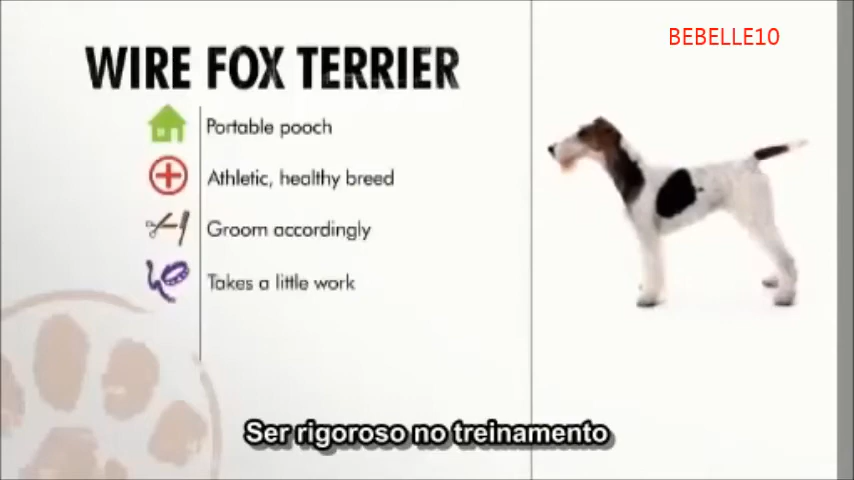 BEBELLE10
WIRE FOX TERRIER
Portable pooch
Athletic, healthy breed
Groom accordingly
Takes a little work
Ser rigoroso no treinamento